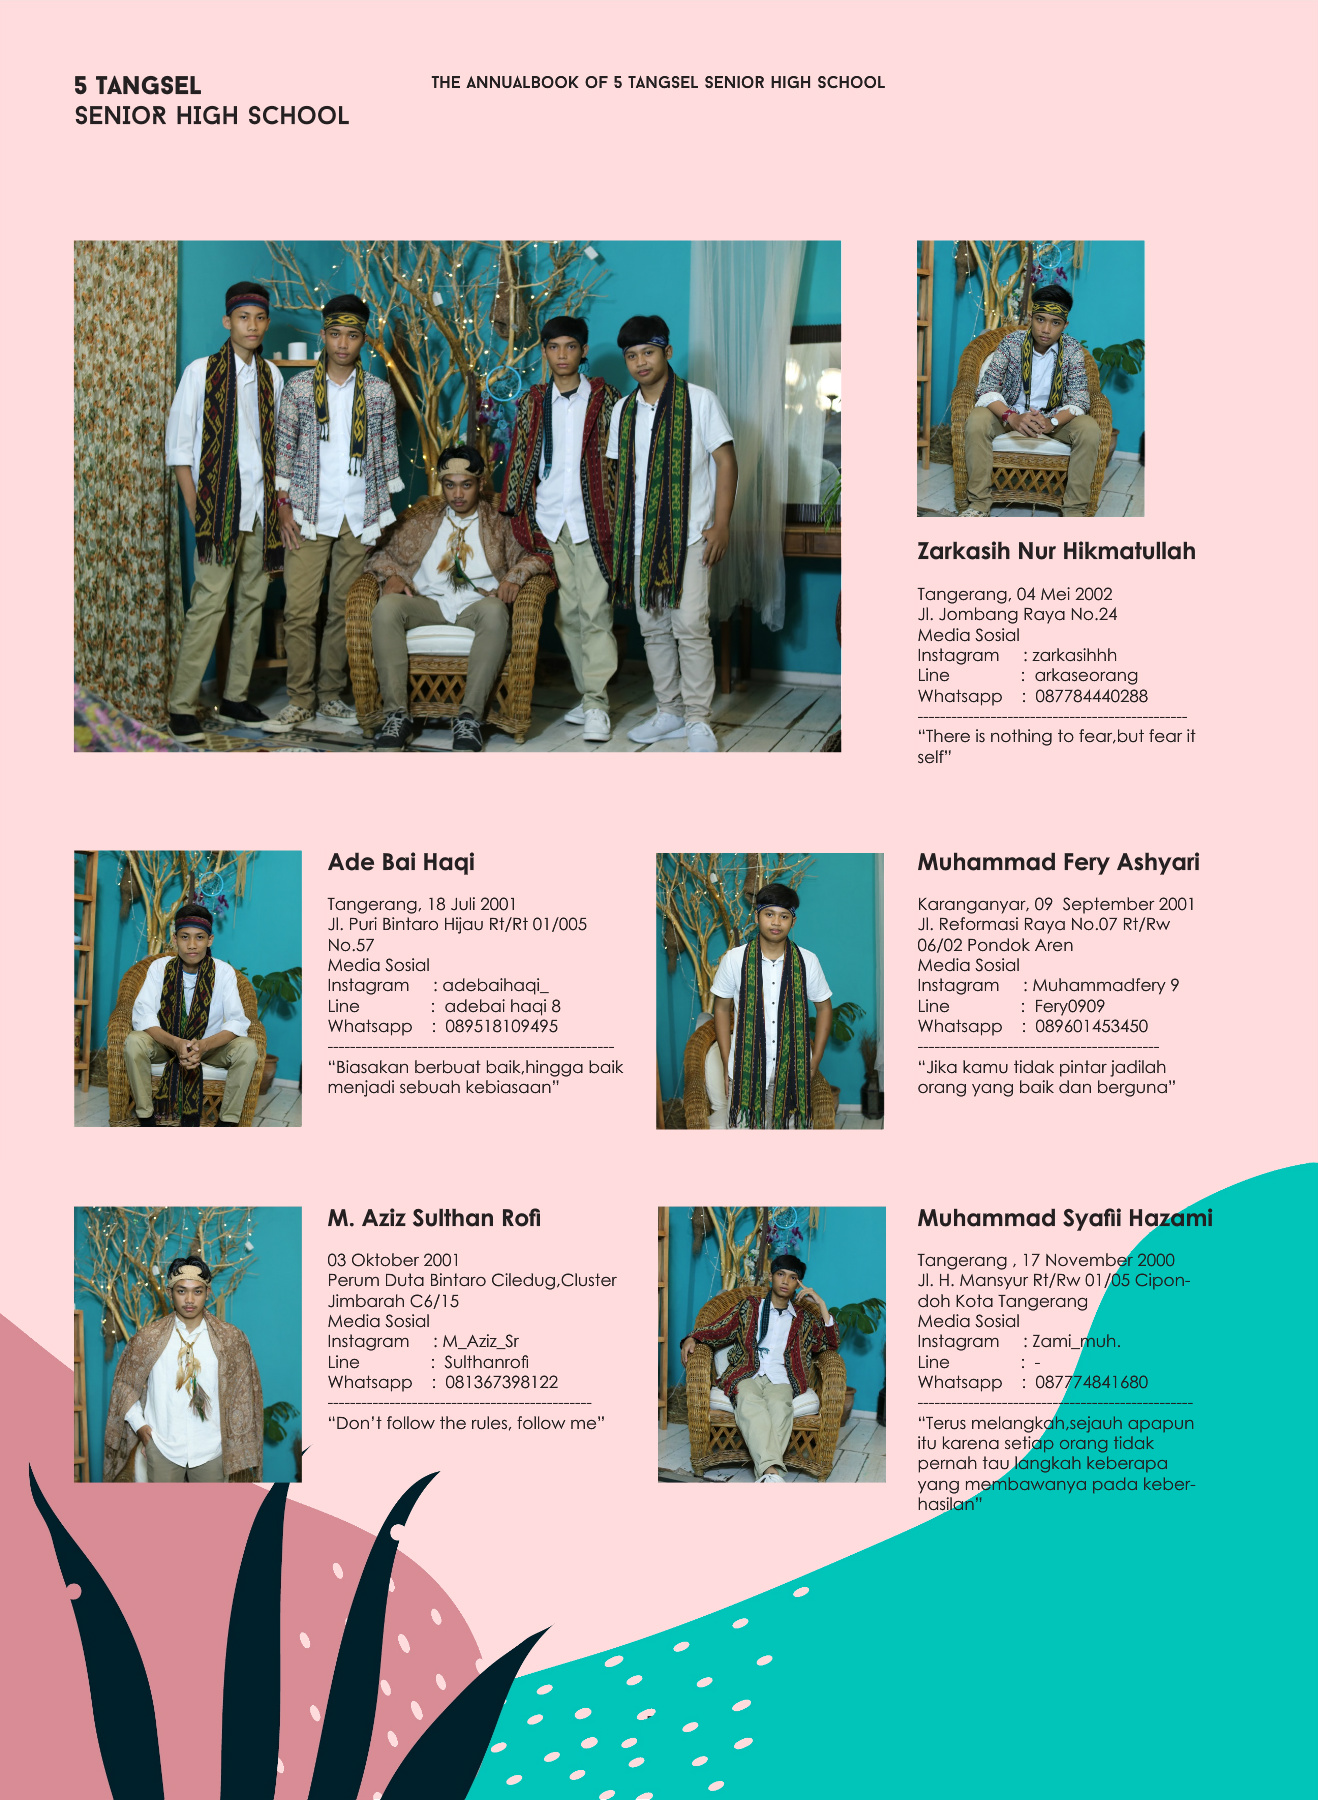 5 TANGSEL
SENIOR HIGH SCHOOL
THE ANNUALBOOK OF 5 TANGSEL SENIOR HIGH SCHOOL
Zarkasih Nur Hikmatullah
Tangerang, 04 Mei 2002
Jl. Jombang Raya No.24
Media Sosial
Instagram : zarkasihhh
Line : arkaseorang
Whatsapp : 087784440288
------------------------------------------------
“There is nothing to fear,but fear it
self”
Ade Bai Haqi
Tangerang, 18 Juli 2001
Jl. Puri Bintaro Hijau Rt/Rt 01/005
No.57
Media Sosial
Instagram : adebaihaqi_
Line : adebai haqi 8
Whatsapp : 089518109495
---------------------------------------------------
“Biasakan berbuat baik,hingga baik
menjadi sebuah kebiasaan”
Muhammad Fery Ashyari
Karanganyar, 09 September 2001
Jl. Reformasi Raya No.07 Rt/Rw
06/02 Pondok Aren
Media Sosial
Instagram : Muhammadfery 9
Line : Fery0909
Whatsapp : 089601453450
-------------------------------------------
“Jika kamu tidak pintar jadilah
orang yang baik dan berguna”
M. Aziz Sulthan Rofi
03 Oktober 2001
Perum Duta Bintaro Ciledug,Cluster
Jimbarah C6/15
Media Sosial
Instagram : M_Aziz_Sr
Line : Sulthanrofi
Whatsapp : 081367398122
-----------------------------------------------
“Don’t follow the rules, follow me”
Muhammad Syafii Hazami
Tangerang , 17 November 2000
Jl. H. Mansyur Rt/Rw 01/05 Cipon-
doh Kota Tangerang
Media Sosial
Instagram : Zami_muh.
Line : -
Whatsapp : 087774841680
-------------------------------------------------
“Terus melangkah,sejauh apapun
itu karena setiap orang tidak
pernah tau langkah keberapa
yang membawanya pada keber-
hasilan”